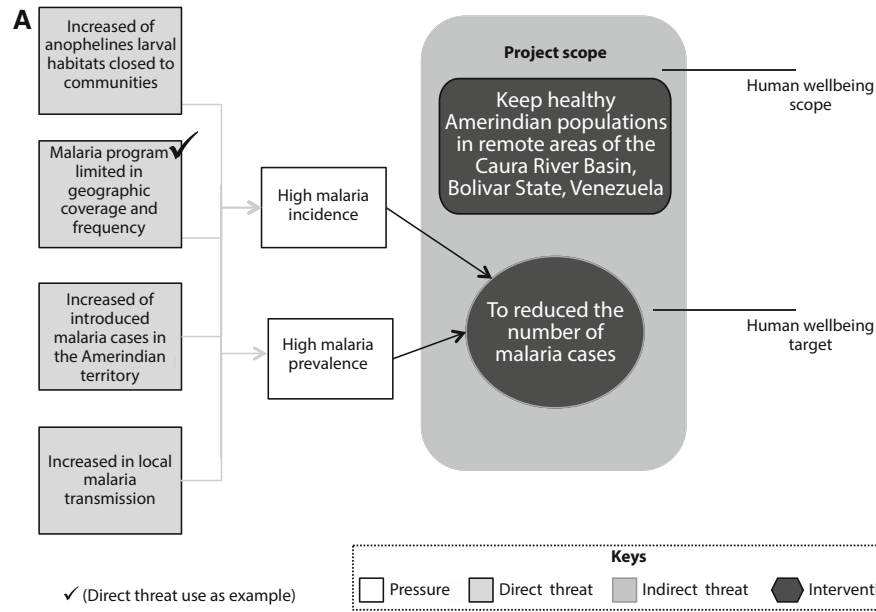 A
Increased of
anophelines larval
habitats closed to
communities
Malaria program
limited in
geographic
coverage and
frequency
Increased of
introduced
malaria cases in
the Amerindian
territory
Increased in local
malaria
transmission
High malaria
incidence
High malaria
prevalence
Project scope
Keep healthy
Amerindian populations
in remote areas of the
Caura River Basin,
Bolivar State, Venezuela
To reduced the
number of
malaria cases
Human wellbeing
scope
Human wellbeing
target
✓ (Direct threat use as example)
Keys
Pressure
Direct threat
Indirect threat
Interventi